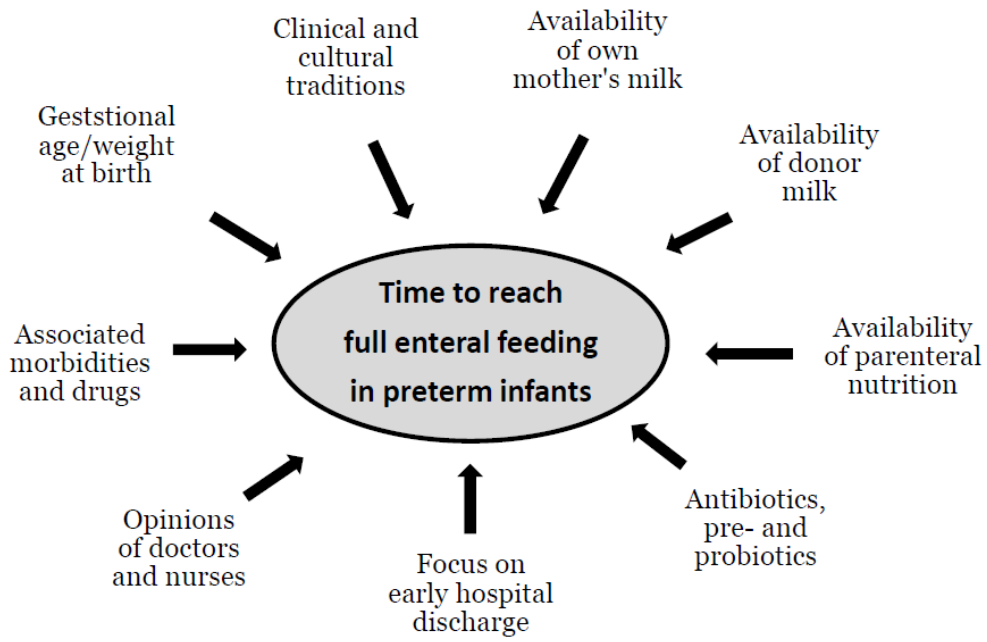 Clinical and
cultural
traditions
Availability
of own
mother's milk
Geststional
age/weight
at birth
Availability
of donor
milk
Time to reach
full enteral feeding
in preterm infants
Associated
morbidities
and drugs
Availability
of parenteral
nutrition
Opinions
of doctors
and nurses
Focus on
early hospital
discharge
Antibiotics,
pre- and
probiotics